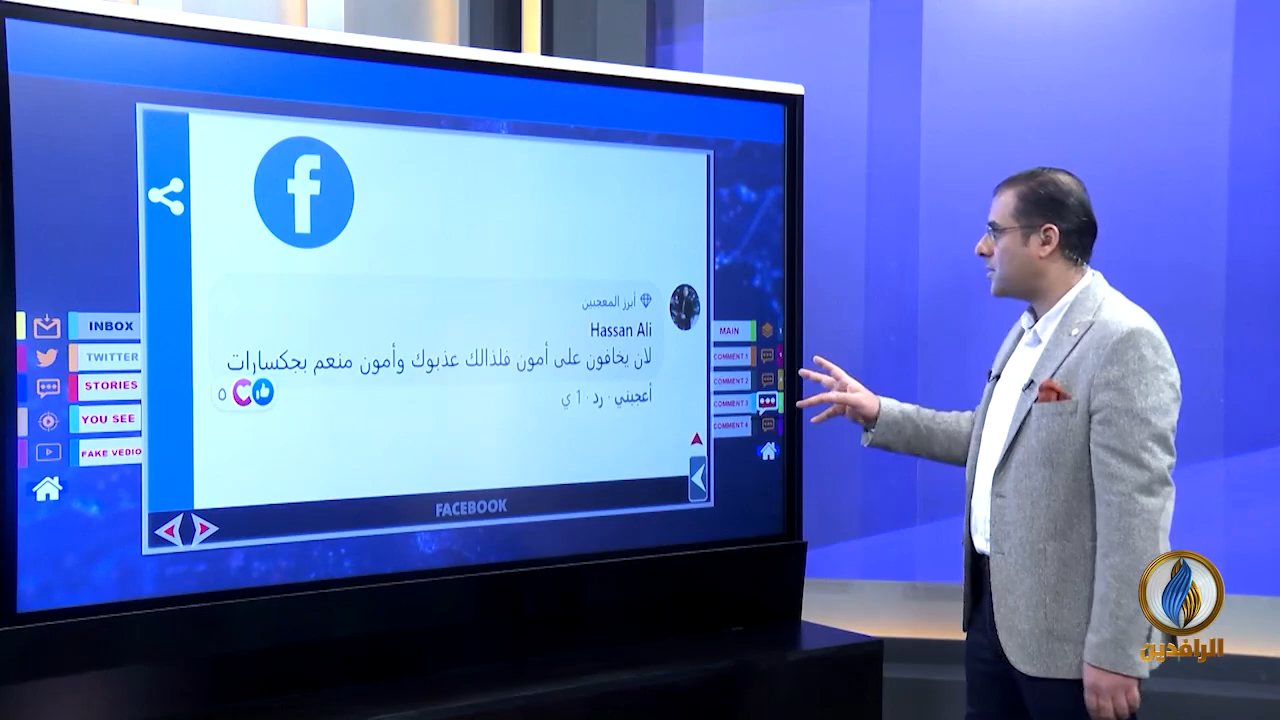 f
أبرز المعجبين
Hassan Ali
لان يخافون على أمون فلذالك عذبوك وأمون منعم بجكسارات
أعجبني · رد · 1 ي
٥
FACEBOOK
INBOX
TWITTER
STORIES
YOU SEE
FAKE VEDIO
MAIN
COMMENT 1
COMMENT 2
COMMENT 3
COMMENT 4
الرافدين